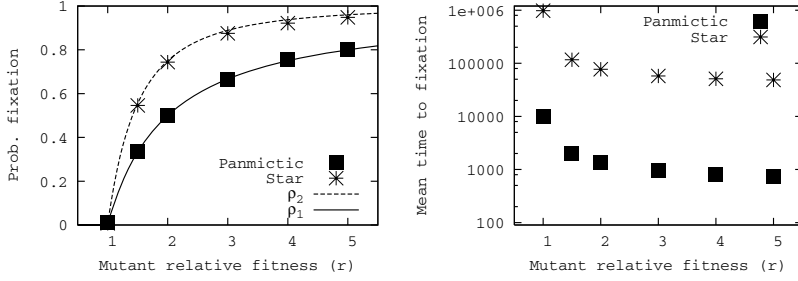 1
0.8
0.6
0.4
0.2
0
Prob. fixation
Panmictic
Star
ρ2
ρ1
1 2 3 4 5
Mutant relative fitness (r)
1e+006
100000
10000
1000
100
Mean time to fixation
Panmictic
Star
1 2 3 4 5
Mutant relative fitness (r)